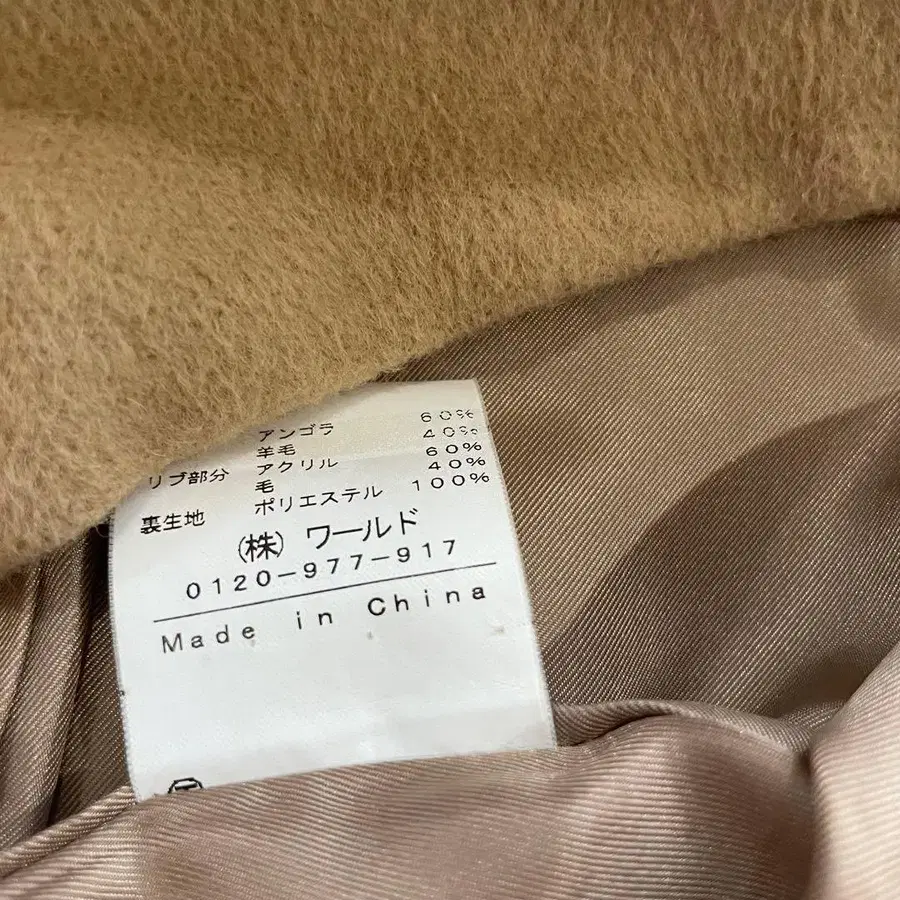 アンゴラ 60%
羊毛 40%
リブ部分 アクリル 60%
毛 40%
裏生地 ポリエステル 100%
(株) ワールド
0120-977-917
Made in China